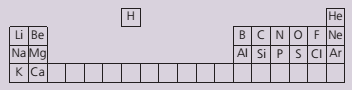 H He
Li Be B C N O F Ne
Na Mg Al Si P S Cl Ar
K Ca